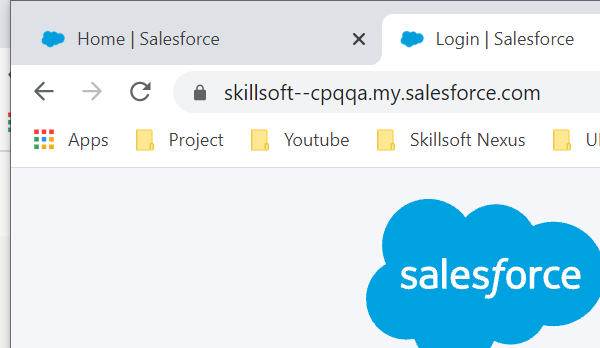 Home | Salesforce
Login | Salesforce
skillsoft--cpqqa.my.salesforce.com
Apps Project Youtube Skillsoft Nexus
salesforce